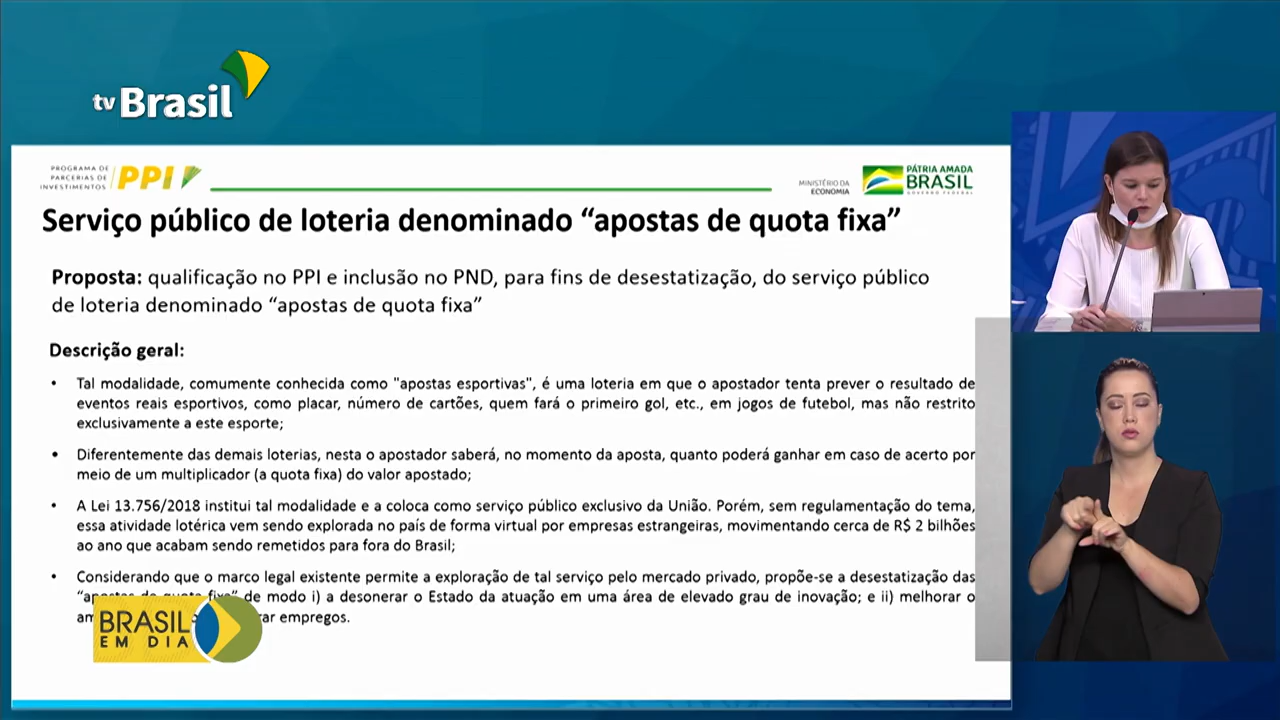 tv Brasil
PROGRAMA DE
PARCERIAS DE
INVESTIMENTOS
PPI
MINISTÉRIO DA
ECONOMIA
PÁTRIA AMADA
BRASIL
GOVERNO FEDERAL
Serviço público de loteria denominado “apostas de quota fixa”
Proposta: qualificação no PPI e inclusão no PND, para fins de desestatização, do serviço público
de loteria denominado “apostas de quota fixa”
Descrição geral:
• Tal modalidade, comumente conhecida como "apostas esportivas", é uma loteria em que o apostador tenta prever o resultado de
eventos reais esportivos, como placar, número de cartões, quem fará o primeiro gol, etc., em jogos de futebol, mas não restrito
exclusivamente a este esporte;
• Diferentemente das demais loterias, nesta o apostador saberá, no momento da aposta, quanto poderá ganhar em caso de acerto por
meio de um multiplicador (a quota fixa) do valor apostado;
• A Lei 13.756/2018 institui tal modalidade e a coloca como serviço público exclusivo da União. Porém, sem regulamentação do tema,
essa atividade lotérica vem sendo explorada no país de forma virtual por empresas estrangeiras, movimentando cerca de R$ 2 bilhões
ao ano que acabam sendo remetidos para fora do Brasil;
• Considerando que o marco legal existente permite a exploração de tal serviço pelo mercado privado, propõe-se a desestatização das
“apostas de quota fixa” de modo i) a desonerar o Estado da atuação em uma área de elevado grau de inovação; e ii) melhorar o
empregos.
BRASIL
EM DIA